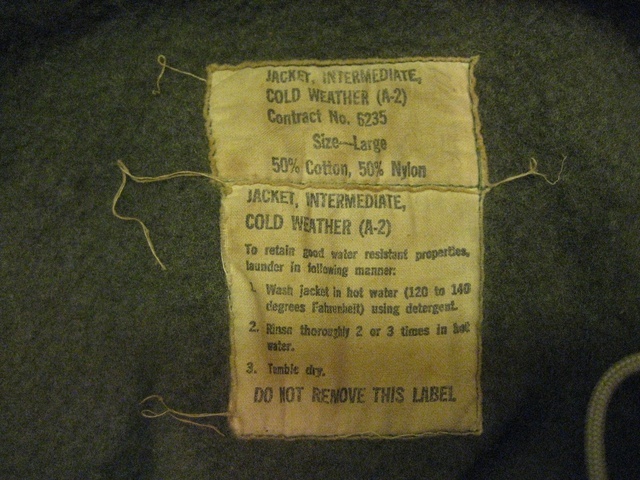 JACKET, INTERMEDIATE,
COLD WEATHER (A-2)
Contract No. 6235
Size—Large
50% Cotton, 50% Nylon
JACKET, INTERMEDIATE,
COLD WEATHER (A-2)
To retain good water resistant properties,
launder in following manner:
1. Wash jacket in hot water (120 to 140
degrees Fahrenheit) using detergent.
2. Rinse thoroughly 2 or 3 times in hot
water.
3. Tumble dry.
DO NOT REMOVE THIS LABEL